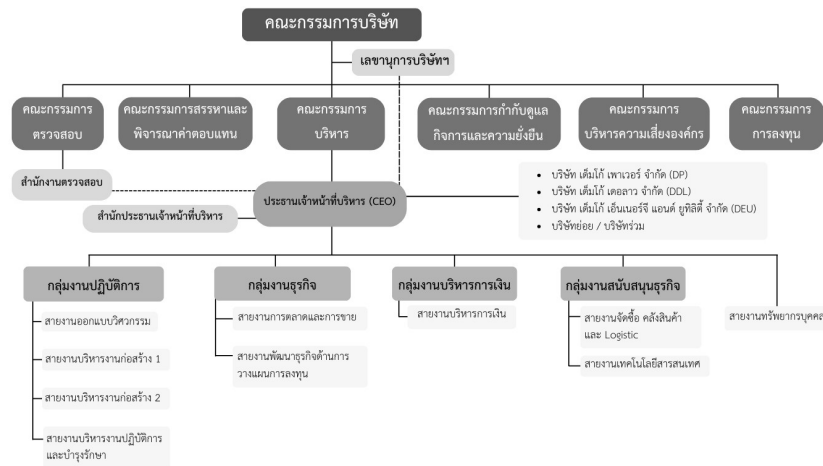 คณะกรรมการบริษัท
เลขานุการบริษัทฯ
คณะกรรมการ
ตรวจสอบ
คณะกรรมการสรรหาและ
พิจารณาค่าตอบแทน
คณะกรรมการ
บริหาร
คณะกรรมการกำกับดูแล
กิจการและความยั่งยืน
คณะกรรมการ
บริหารความเสี่ยงองค์กร
คณะกรรมการ
การลงทุน
สำนักงานตรวจสอบ
สำนักประธานเจ้าหน้าที่บริหาร
ประธานเจ้าหน้าที่บริหาร (CEO)
• บริษัท เด็มโก้ เพาเวอร์ จำกัด (DP)
• บริษัท เด็มโก้ เดอลาว จำกัด (DDL)
• บริษัท เด็มโก้ เอ็นเนอร์จี แอนด์ ยูทิลิตี้ จำกัด (DEU)
• บริษัทย่อย / บริษัทร่วม
กลุ่มงานปฏิบัติการ
สายงานออกแบบวิศวกรรม
สายงานบริหารงานก่อสร้าง 1
สายงานบริหารงานก่อสร้าง 2
สายงานบริหารงานปฏิบัติการ
และบำรุงรักษา
กลุ่มงานธุรกิจ
สายงานการตลาดและการขาย
สายงานพัฒนาธุรกิจด้านการ
วางแผนการลงทุน
กลุ่มงานบริหารการเงิน
สายงานบริหารการเงิน
กลุ่มงานสนับสนุนธุรกิจ
สายงานจัดซื้อ คลังสินค้า
และ Logistic
สายงานเทคโนโลยีสารสนเทศ
สายงานทรัพยากรบุคคล